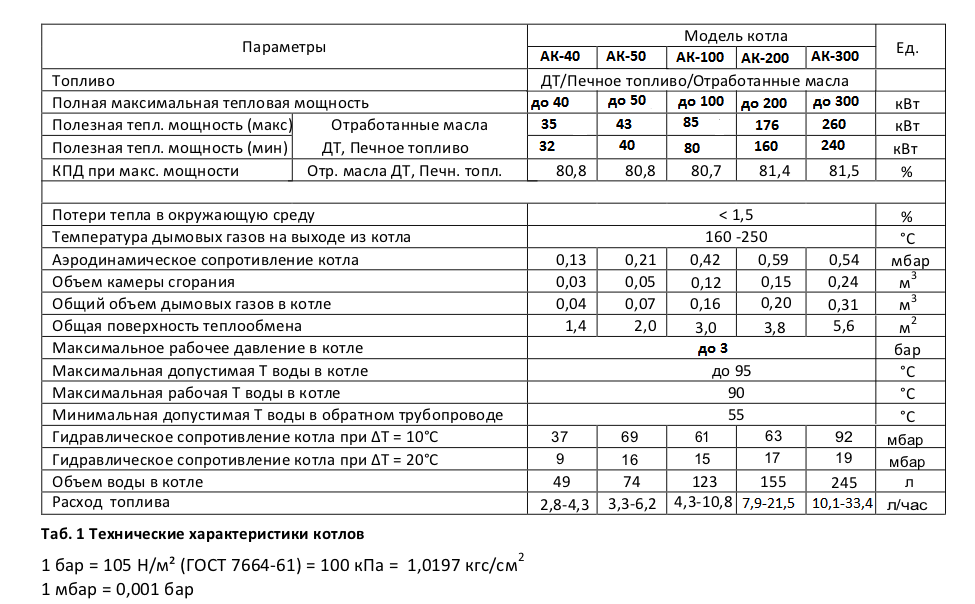 Параметры Модель котла Ед.
АК-40 АК-50 АК-100 АК-200 АК-300
Топливо ДТ/Печное топливо/Отработанные масла
Полная максимальная тепловая мощность до 40 до 50 до 100 до 200 до 300 кВт
Полезная тепл. мощность (макс) Отработанные масла 35 43 85 176 260 кВт
Полезная тепл. мощность (мин) ДТ, Печное топливо 32 40 80 160 240 кВт
КПД при макс. мощности Отр. масла ДТ, Печн. топл. 80,8 80,8 80,7 81,4 81,5 %
Потери тепла в окружающую среду < 1,5 %
Температура дымовых газов на выходе из котла 160 -250 °С
Аэродинамическое сопротивление котла 0,13 0,21 0,42 0,59 0,54 мбар
Объем камеры сгорания 0,03 0,05 0,12 0,15 0,24 м³
Общий объем дымовых газов в котле 0,04 0,07 0,16 0,20 0,31 м³
Общая поверхность теплообмена 1,4 2,0 3,0 3,8 5,6 м²
Максимальное рабочее давление в котле до 3 бар
Максимальная допустимая Т воды в котле до 95 °С
Максимальная рабочая Т воды в котле 90 °С
Минимальная допустимая Т воды в обратном трубопроводе 55 °С
Гидравлическое сопротивление котла при ΔТ = 10°С 37 69 61 63 92 мбар
Гидравлическое сопротивление котла при ΔТ = 20°С 9 16 15 17 19 мбар
Объем воды в котле 49 74 123 155 245 л
Расход топлива 2,8-4,3 3,3-6,2 4,3-10,8 7,9-21,5 10,1-33,4 л/час
Таб. 1 Технические характеристики котлов
1 бар = 105 Н/м² (ГОСТ 7664-61) = 100 кПа = 1,0197 кгс/см²
1 мбар = 0,001 бар